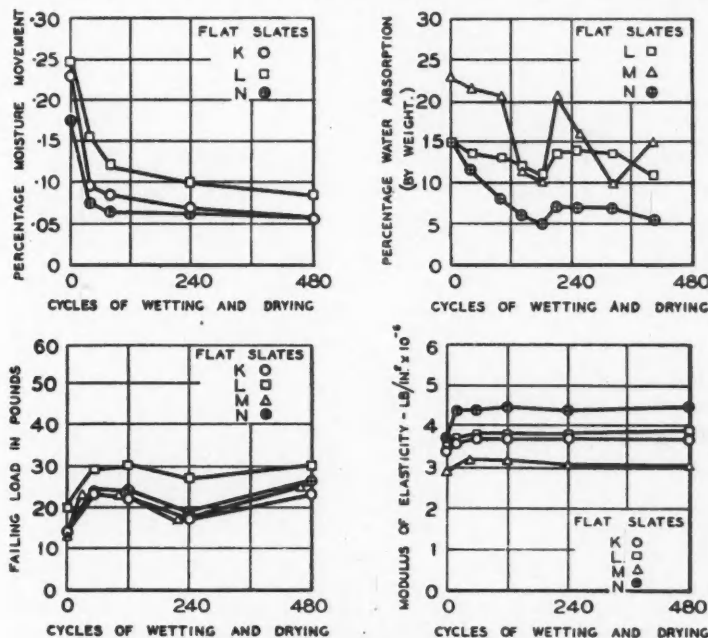 PERCENTAGE MOISTURE MOVEMENT
.30
.25
.20
.15
.10
.05
0
FLAT SLATES
K
L
N
0 240 480
CYCLES OF WETTING AND DRYING
PERCENTAGE WATER ABSORPTION
(BY WEIGHT.)
30
25
20
15
10
5
0
FLAT SLATES
L
M
N
0 240 480
CYCLES OF WETTING AND DRYING
FAILING LOAD IN POUNDS
60
50
40
30
20
10
0
FLAT SLATES
K
L
M
N
0 240 480
CYCLES OF WETTING AND DRYING
MODULUS OF ELASTICITY - LB/IN.² x 10⁻⁶
6
5
4
3
2
1
0
FLAT SLATES
K
L
M
N
0 240 480
CYCLES OF WETTING AND DRYING